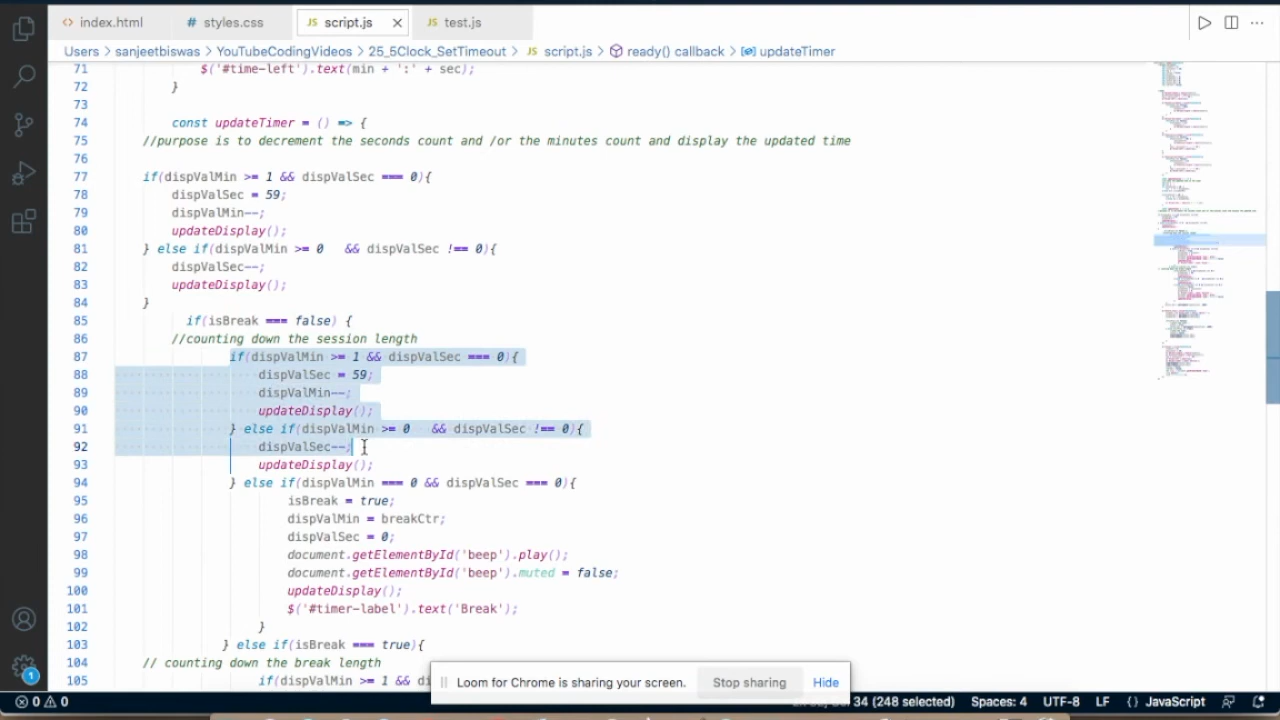 index.html
styles.css
script.js
test.js
Users > sanjeetbiswas > YouTubeCodingVideos > 25_5Clock_SetTimeout > script.js > ready() callback > updateTimer
71 $('#time-left').text(min + ':' + sec);
72 }
73
74 const updateTimer = () => {
75 //purpose is to decrement the seconds count and/or the minutes count and display the updated time
76
77 if(dispValMin >= 1 && dispValSec === 0){
78 dispValSec = 59;
79 dispValMin--;
80 updateDisplay();
81 } else if(dispValMin >= 0 && dispValSec !== 0){
82 dispValSec--;
83 updateDisplay();
84 }
85 if(isBreak === false) {
86 //counting down the session length
87 if(dispValMin >= 1 && dispValSec === 0){
88 dispValSec = 59;
89 dispValMin--;
90 updateDisplay();
91 } else if(dispValMin >= 0 && dispValSec !== 0){
92 dispValSec--;
93 updateDisplay();
94 } else if(dispValMin === 0 && dispValSec === 0){
95 isBreak = true;
96 dispValMin = breakCtr;
97 dispValSec = 0;
98 document.getElementById('beep').play();
99 document.getElementById('beep').muted = false;
100 updateDisplay();
101 $('#timer-label').text('Break');
102 }
103 } else if(isBreak === true){
104 // counting down the break length
105 if(dispValMin >= 1 && di
Loom for Chrome is sharing your screen. Stop sharing Hide
0 0 34 (248 selected) Spaces: 4 UTF-8 LF {} JavaScript
1